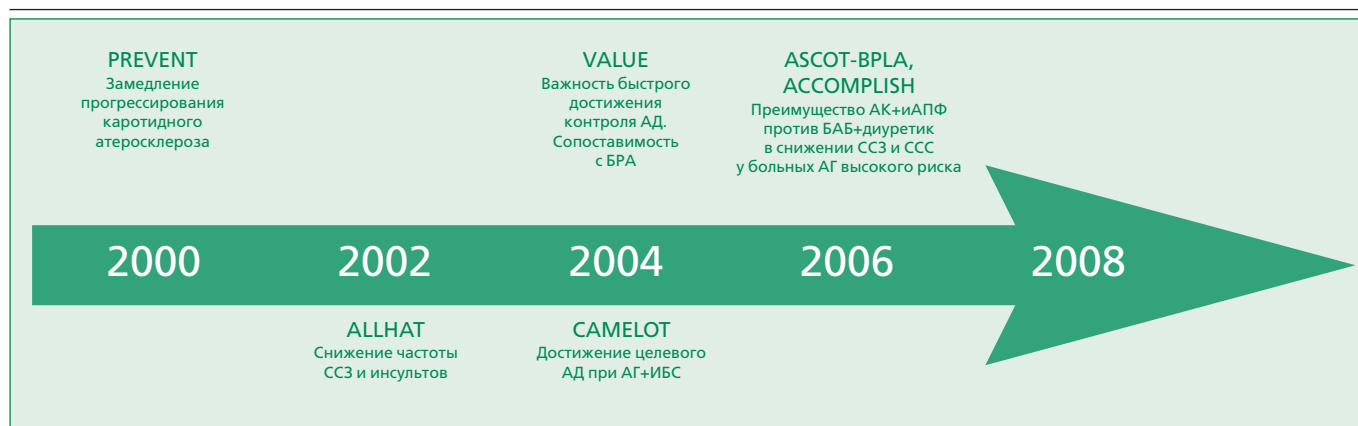 PREVENT
Замедление
прогрессирования
каротидного
атеросклероза
VALUE
Важность быстрого
достижения
контроля АД.
Сопоставимость
с БРА
ASCOT-BPLA,
ACCOMPLISH
Преимущество АК+иАПФ
против БАБ+диуретик
в снижении ССЗ и ССС
у больных АГ высокого риска
2000
2002
2004
2006
2008
ALLHAT
Снижение частоты
ССЗ и инсультов
CAMELOT
Достижение целевого
АД при АГ+ИБС